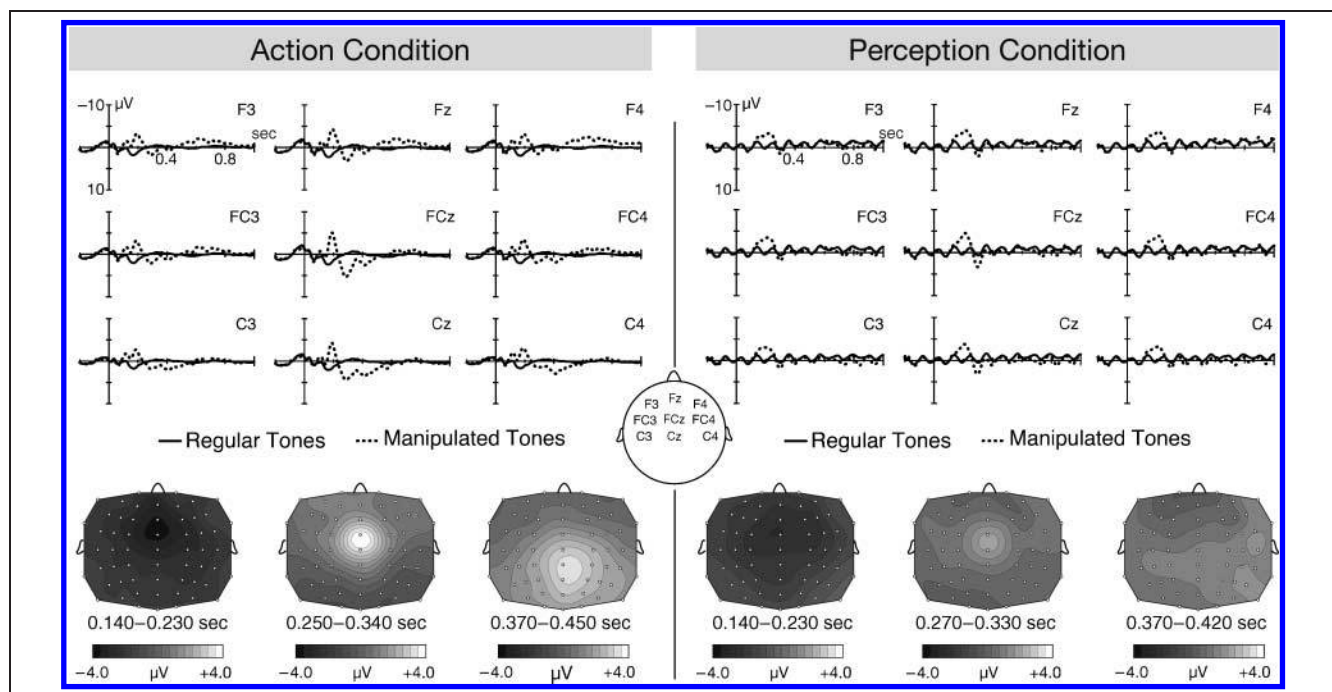 Action Condition
Perception Condition
−10 µV F3 Fz F4
sec
0.4 0.8
10
FC3 FCz FC4
C3 Cz C4
−10 µV F3 Fz F4
sec
0.4 0.8
10
FC3 FCz FC4
C3 Cz C4
F3 Fz F4
FC3 FCz FC4
C3 Cz C4
Regular Tones Manipulated Tones
Regular Tones Manipulated Tones
0.140−0.230 sec 0.250−0.340 sec 0.370−0.450 sec
−4.0 µV +4.0 −4.0 µV +4.0 −4.0 µV +4.0
0.140−0.230 sec 0.270−0.330 sec 0.370−0.420 sec
−4.0 µV +4.0 −4.0 µV +4.0 −4.0 µV +4.0